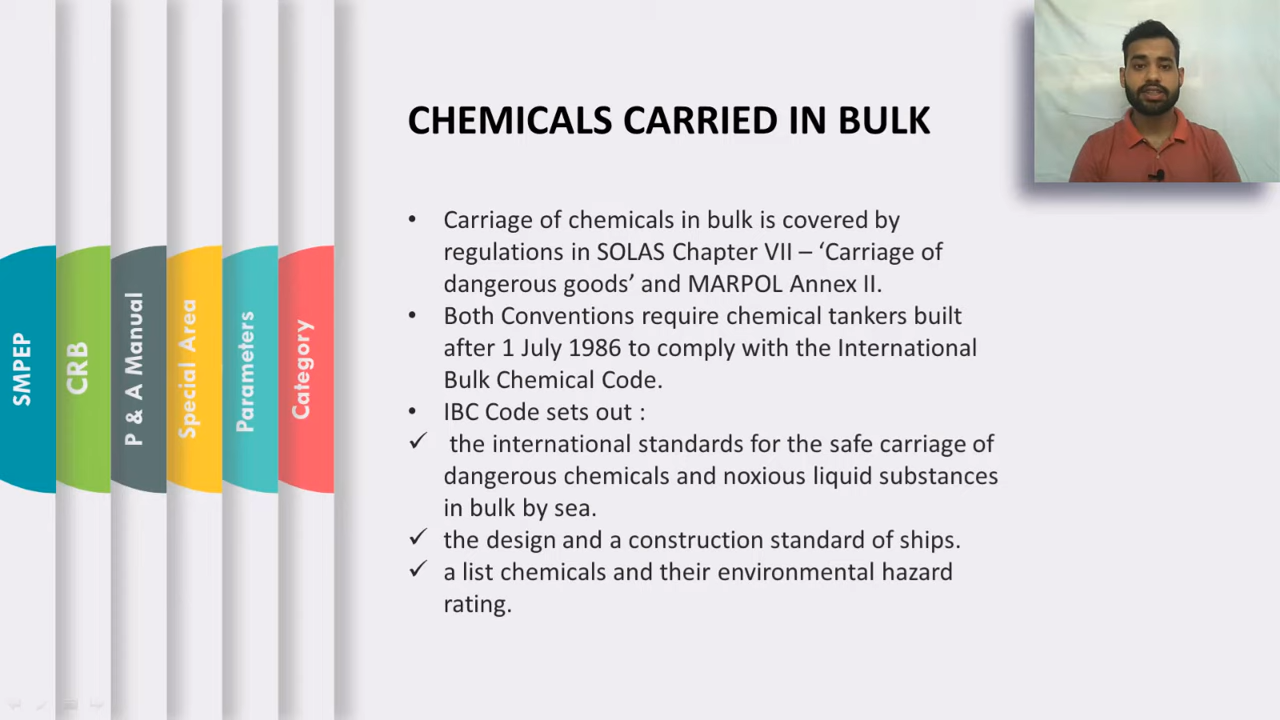 CHEMICALS CARRIED IN BULK
• Carriage of chemicals in bulk is covered by
regulations in SOLAS Chapter VII – ‘Carriage of
dangerous goods’ and MARPOL Annex II.
• Both Conventions require chemical tankers built
after 1 July 1986 to comply with the International
Bulk Chemical Code.
• IBC Code sets out :
✓ the international standards for the safe carriage of
dangerous chemicals and noxious liquid substances
in bulk by sea.
✓ the design and a construction standard of ships.
✓ a list chemicals and their environmental hazard
rating.
SMPEP
CRB
P & A Manual
Special Area
Parameters
Category